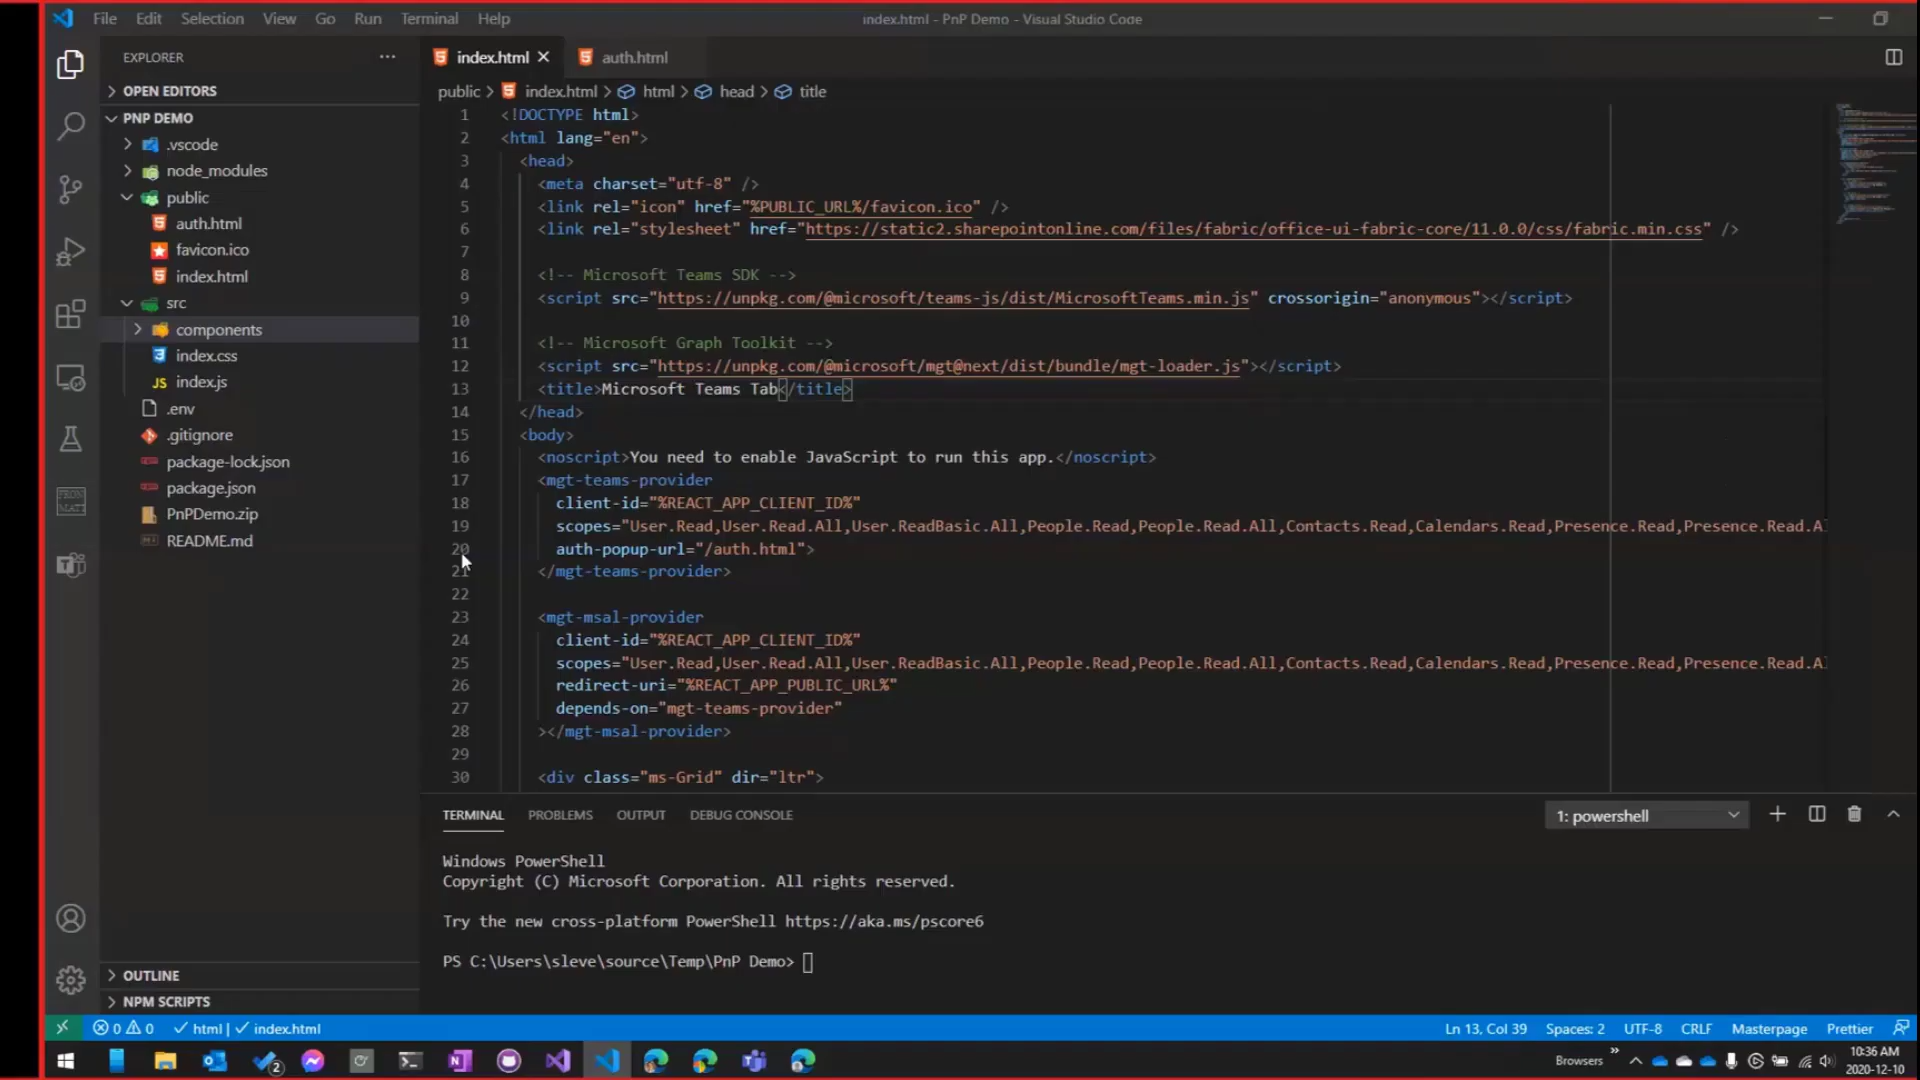 File Edit Selection View Go Run Terminal Help index.html - PnP Demo - Visual Studio Code
EXPLORER
OPEN EDITORS
PNP DEMO
.vscode
node_modules
public
auth.html
favicon.ico
index.html
src
components
index.css
JS index.js
.env
.gitignore
package-lock.json
package.json
PnPDemo.zip
README.md
OUTLINE
NPM SCRIPTS
index.html auth.html
public > index.html > html > head > title
1 <!DOCTYPE html>
2 <html lang="en">
3 <head>
4 <meta charset="utf-8" />
5 <link rel="icon" href="%PUBLIC_URL%/favicon.ico" />
6 <link rel="stylesheet" href="https://static2.sharepointonline.com/files/fabric/office-ui-fabric-core/11.0.0/css/fabric.min.css" />
7
8 <!-- Microsoft Teams SDK -->
9 <script src="https://unpkg.com/@microsoft/teams-js/dist/MicrosoftTeams.min.js" crossorigin="anonymous"></script>
10
11 <!-- Microsoft Graph Toolkit -->
12 <script src="https://unpkg.com/@microsoft/mgt@next/dist/bundle/mgt-loader.js"></script>
13 <title>Microsoft Teams Tab</title>
14 </head>
15 <body>
16 <noscript>You need to enable JavaScript to run this app.</noscript>
17 <mgt-teams-provider
18 client-id="%REACT_APP_CLIENT_ID%"
19 scopes="User.Read,User.Read.All,User.ReadBasic.All,People.Read,People.Read.All,Contacts.Read,Calendars.Read,Presence.Read,Presence.Read.Al
20 auth-popup-url="/auth.html">
21 </mgt-teams-provider>
22
23 <mgt-msal-provider
24 client-id="%REACT_APP_CLIENT_ID%"
25 scopes="User.Read,User.Read.All,User.ReadBasic.All,People.Read,People.Read.All,Contacts.Read,Calendars.Read,Presence.Read,Presence.Read.Al
26 redirect-uri="%REACT_APP_PUBLIC_URL%"
27 depends-on="mgt-teams-provider"
28 ></mgt-msal-provider>
29
30 <div class="ms-Grid" dir="ltr">
TERMINAL PROBLEMS OUTPUT DEBUG CONSOLE 1: powershell
Windows PowerShell
Copyright (C) Microsoft Corporation. All rights reserved.
Try the new cross-platform PowerShell https://aka.ms/pscore6
PS C:\Users\sleve\source\Temp\PnP Demo>
0 0 html | index.html Ln 13, Col 39 Spaces: 2 UTF-8 CRLF Masterpage Prettier
2 Browsers 10:36 AM
2020-12-10